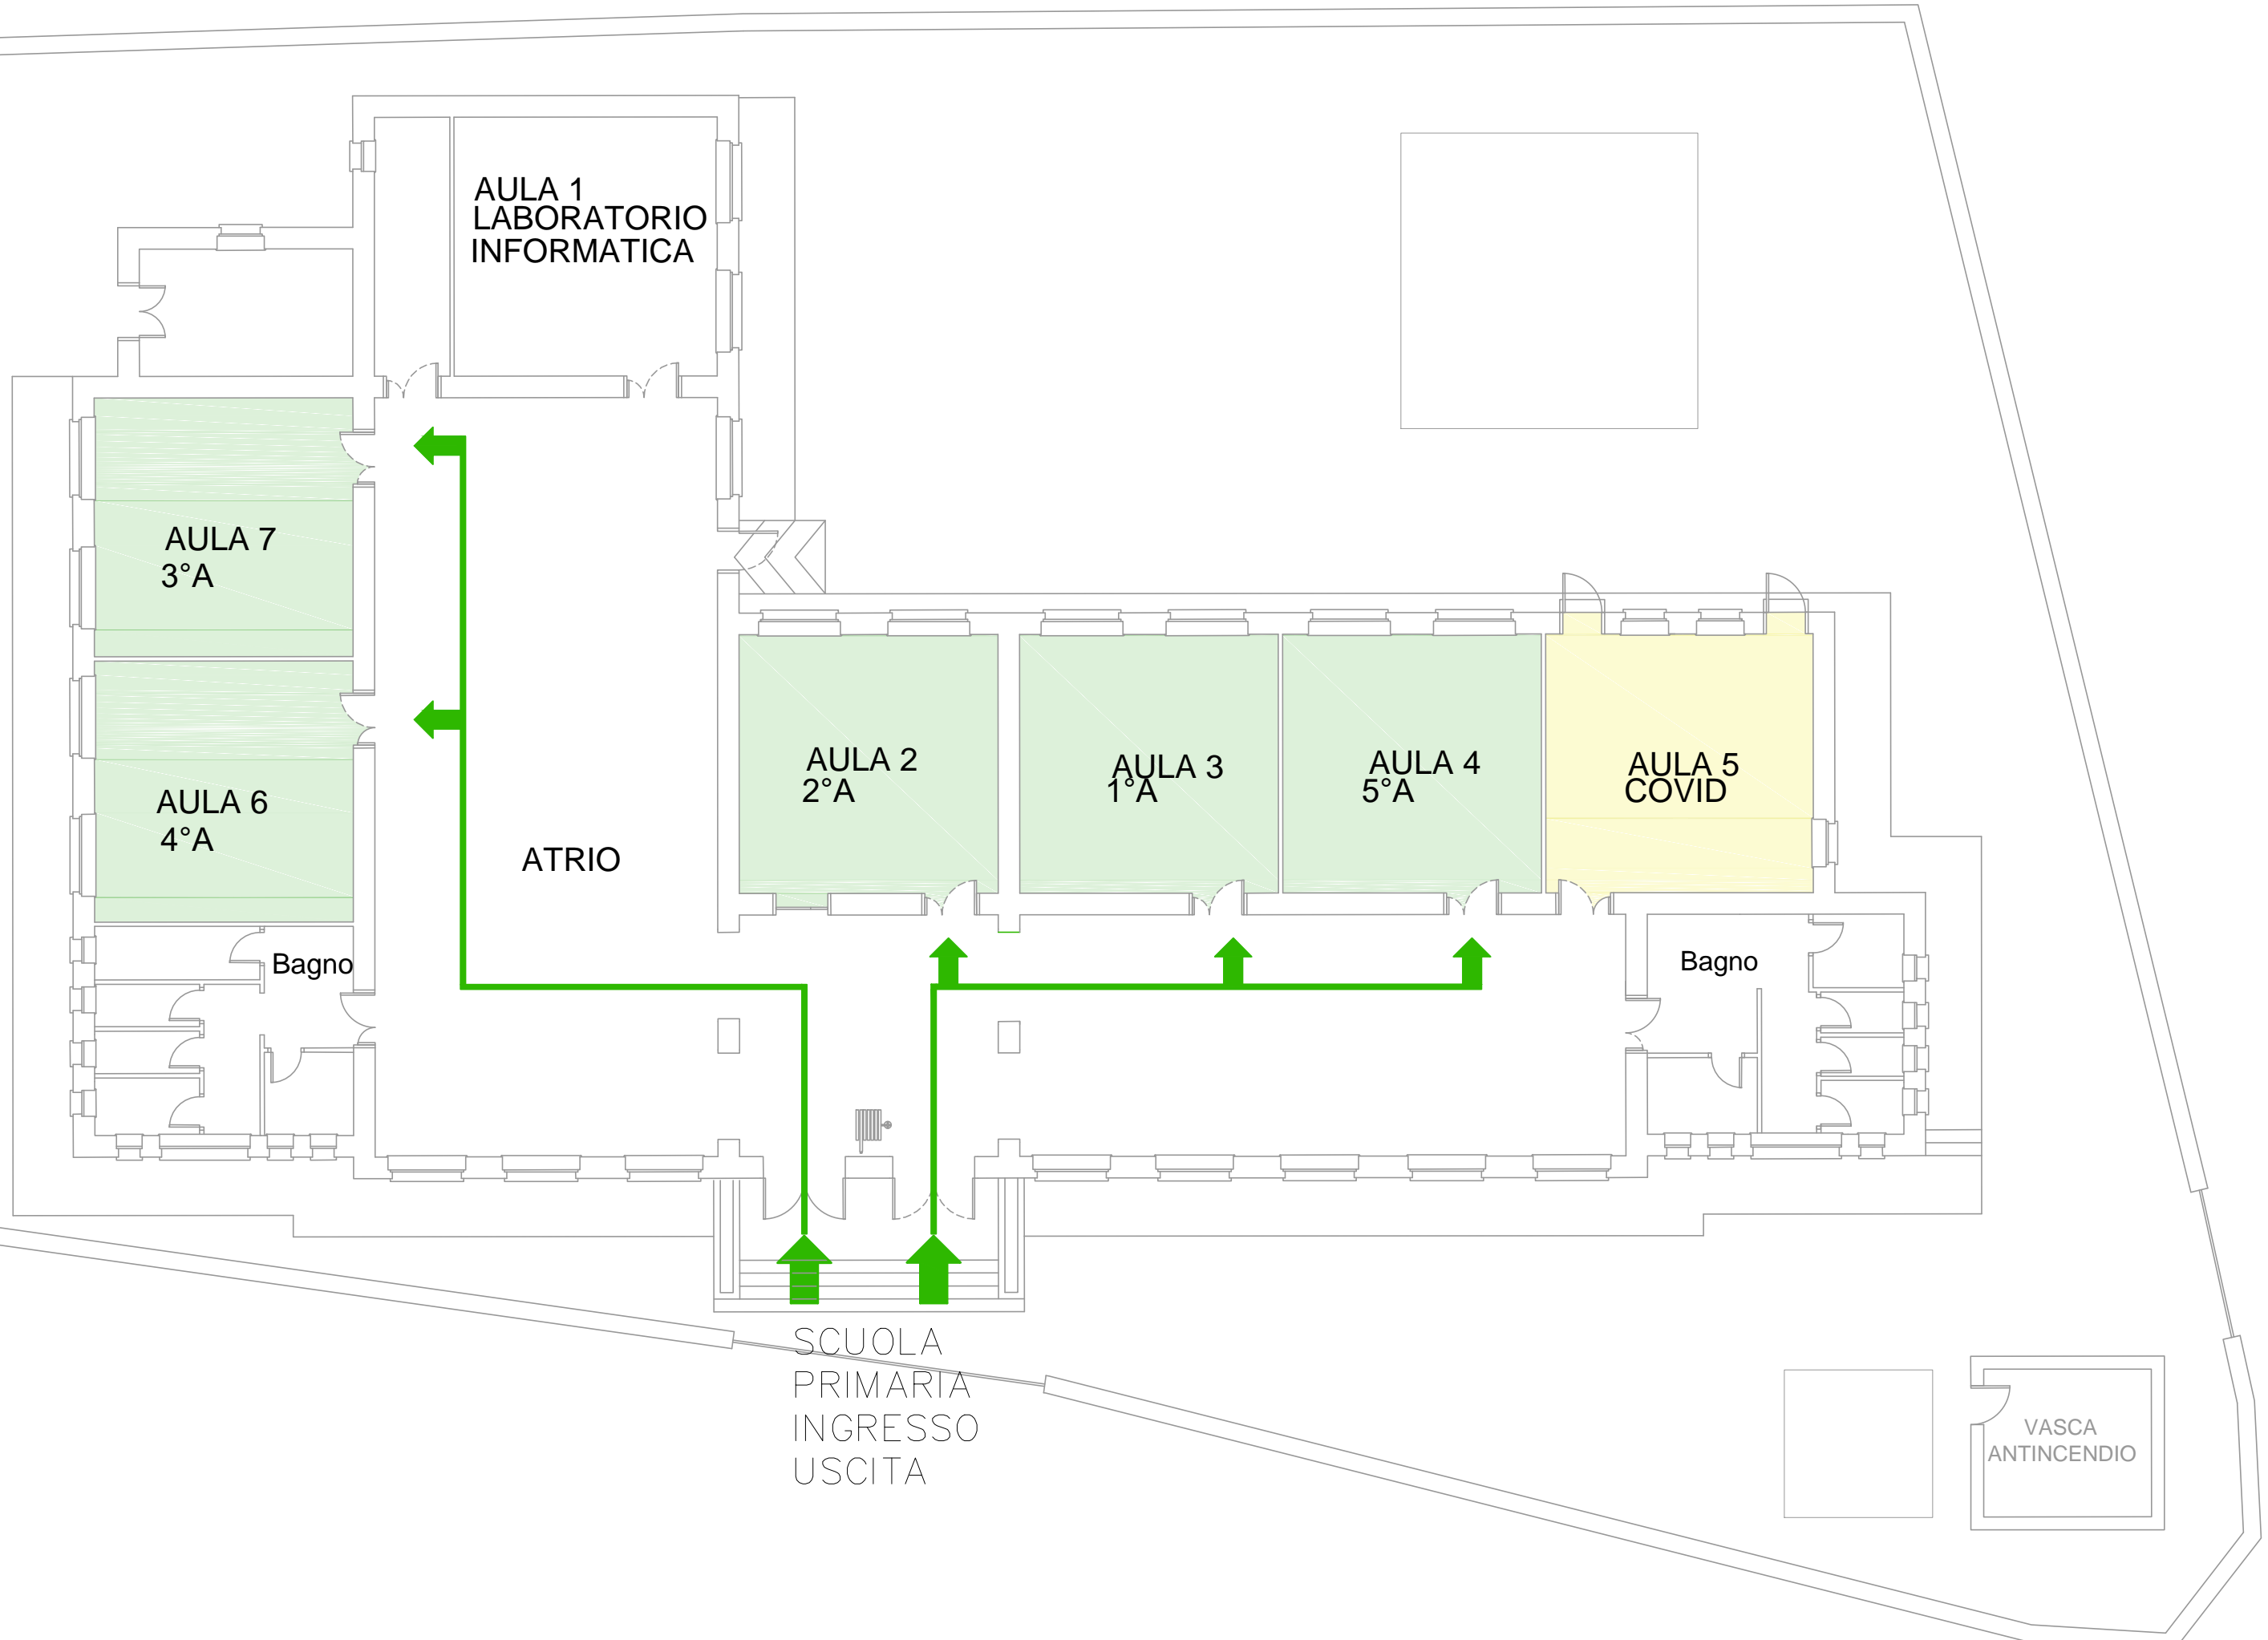 AULA 1
LABORATORIO
INFORMATICA
AULA 7
3°A
AULA 6
4°A
ATRIO
AULA 2
2°A
AULA 3
1°A
AULA 4
5°A
AULA 5
COVID
Bagno
Bagno
SCUOLA
PRIMARIA
INGRESSO
USCITA
VASCA
ANTINCENDIO